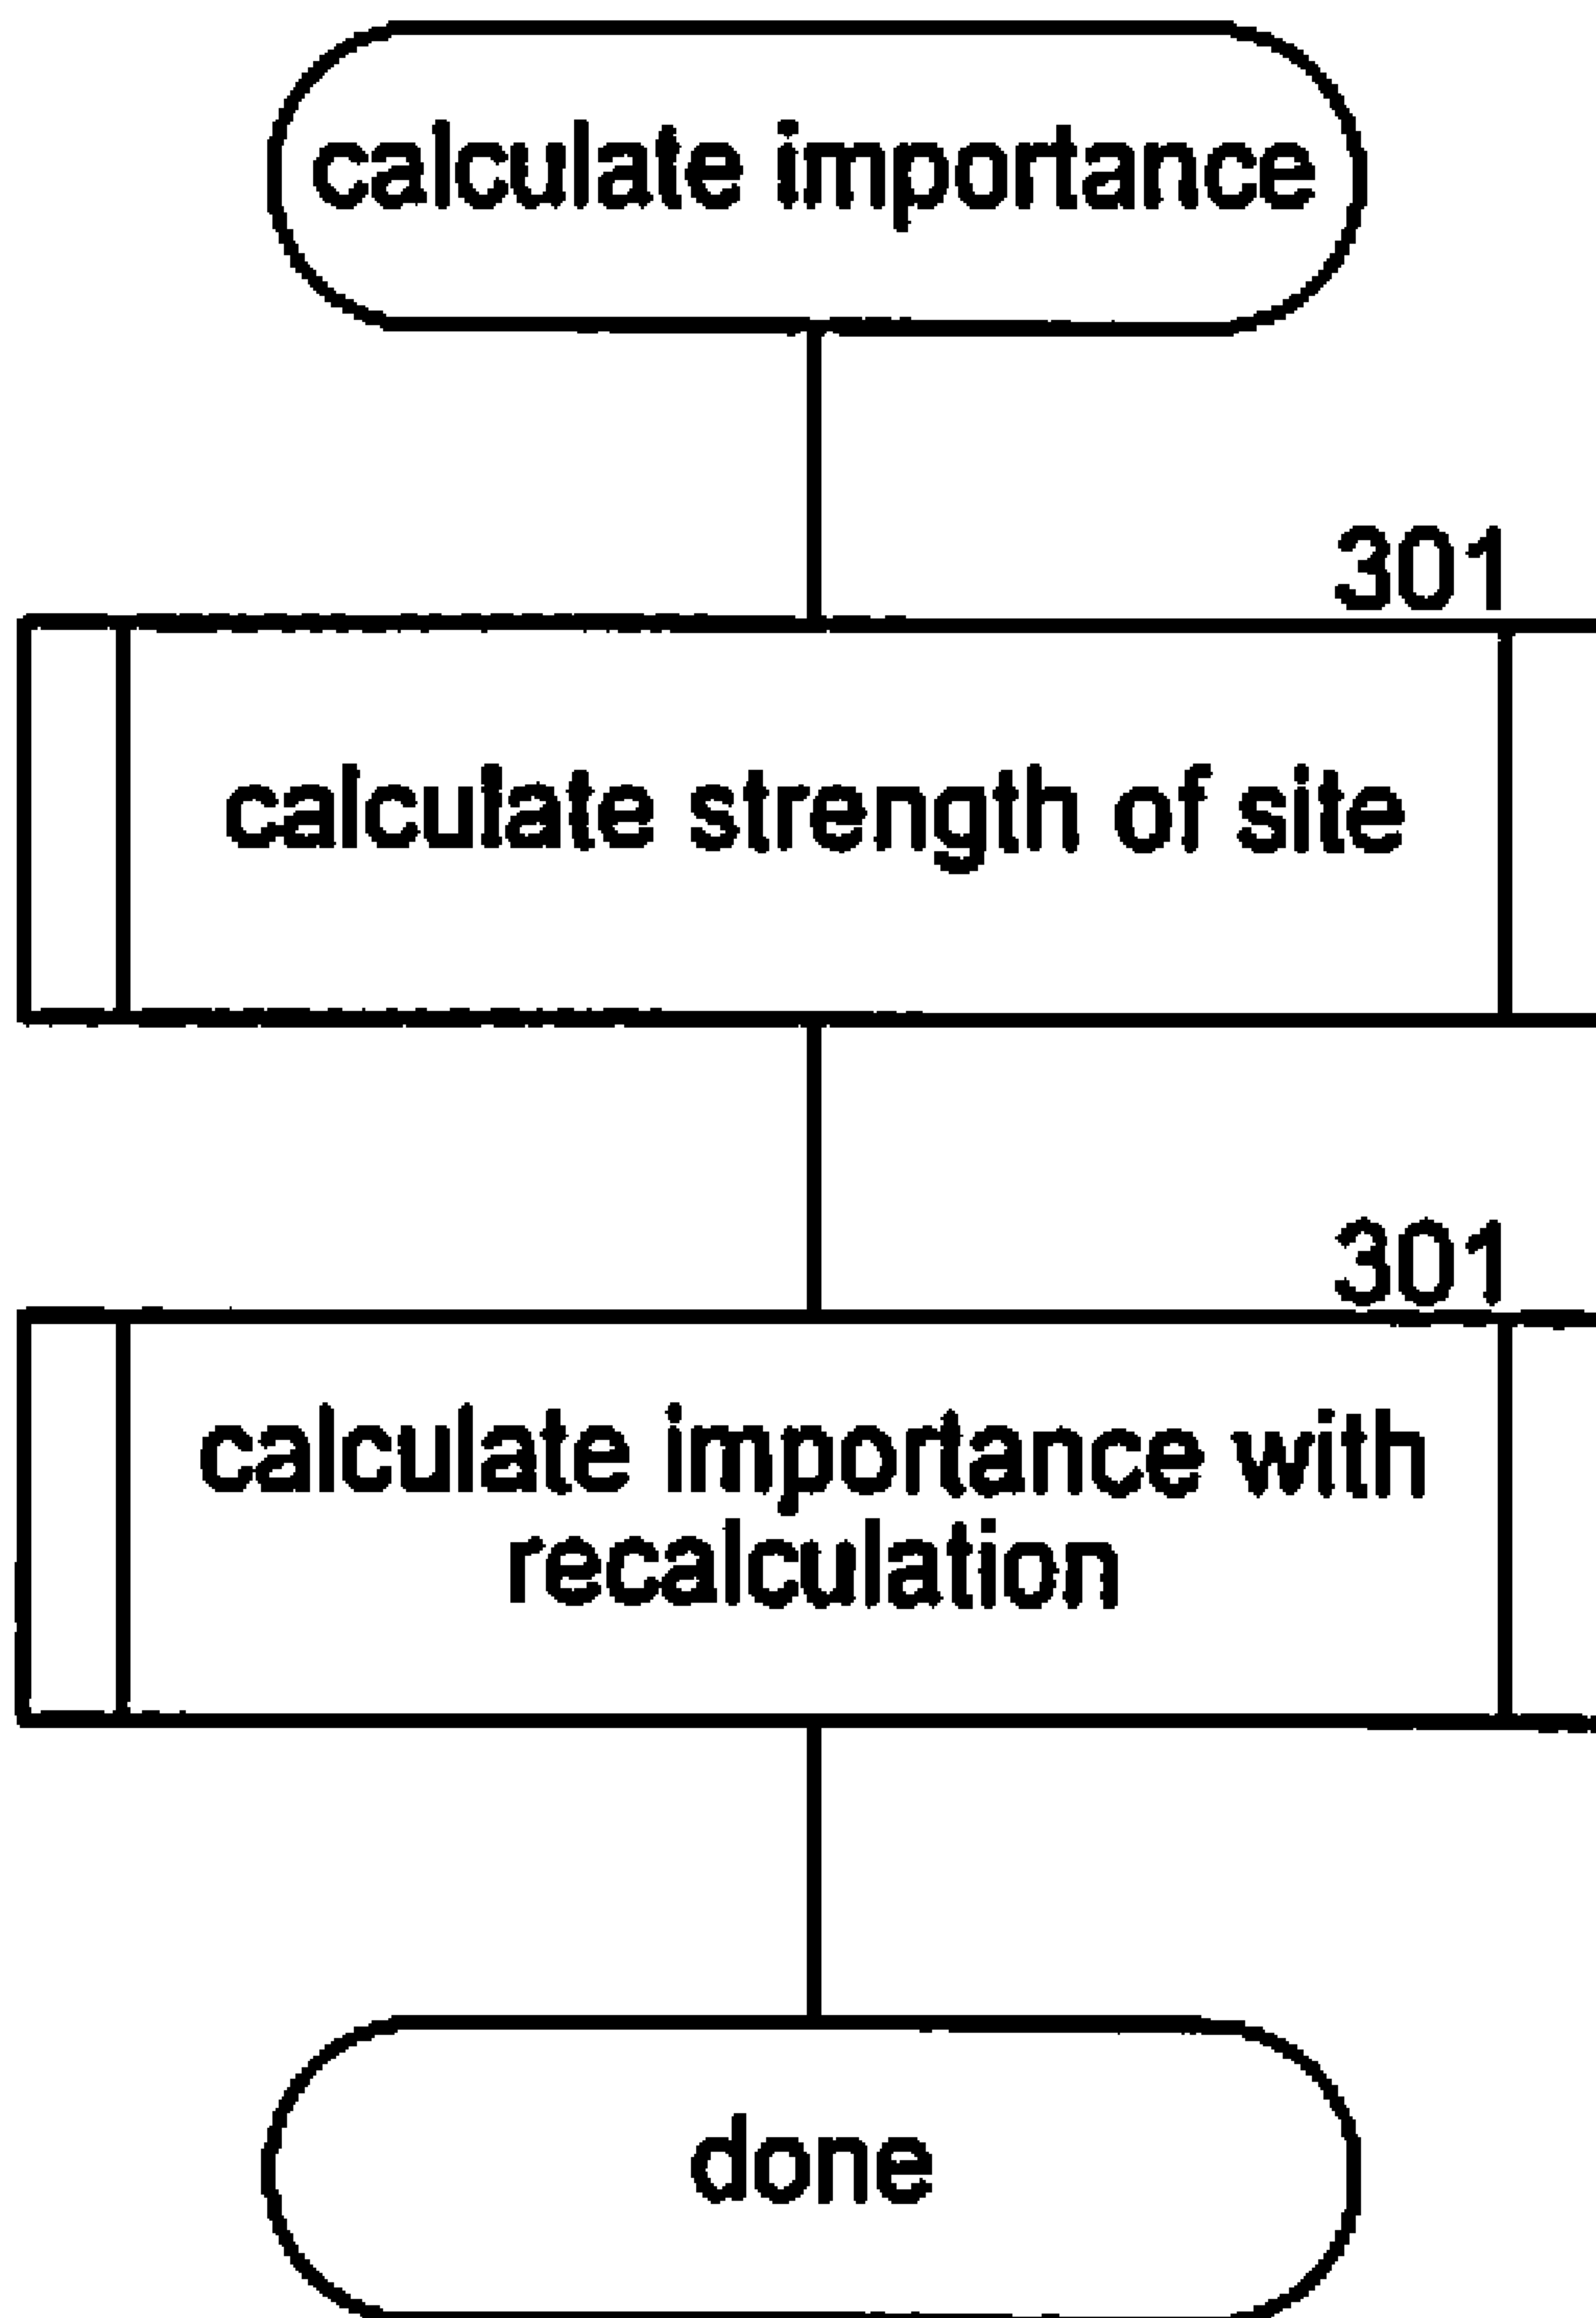 calculate importance
301
calculate strength of site
301
calculate importance with
recalculation
done